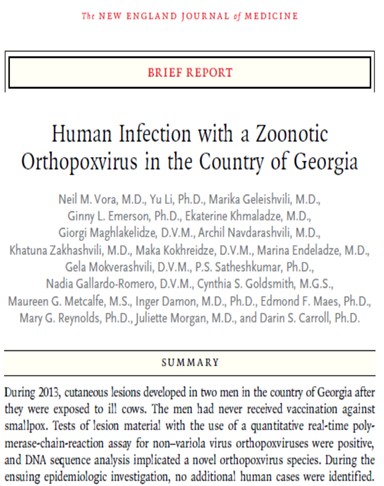 The NEW ENGLAND JOURNAL of MEDICINE
BRIEF REPORT
Human Infection with a Zoonotic
Orthopoxvirus in the Country of Georgia
Neil M. Vora, M.D., Yu Li, Ph.D., Marika Geleishvili, M.D.,
Ginny L. Emerson, Ph.D., Ekaterine Khmaladze, M.D.,
Giorgi Maghlakelidze, D.V.M., Archil Navdarashvili, M.D.,
Khatuna Zakhashvili, M.D., Maka Kokhreidze, D.V.M., Marina Endeladze, M.D.,
Gela Mokverashvili, D.V.M., P.S. Satheshkumar, Ph.D.,
Nadia Gallardo-Romero, D.V.M., Cynthia S. Goldsmith, M.G.S.,
Maureen G. Metcalfe, M.S., Inger Damon, M.D., Ph.D., Edmond F. Maes, Ph.D.,
Mary G. Reynolds, Ph.D., Juliette Morgan, M.D., and Darin S. Carroll, Ph.D.
SUMMARY
During 2013, cutaneous lesions developed in two men in the country of Georgia after
they were exposed to ill cows. The men had never received vaccination against
smallpox. Tests of lesion material with the use of a quantitative real-time poly-
merase-chain-reaction assay for non–variola virus orthopoxviruses were positive,
and DNA sequence analysis implicated a novel orthopoxvirus species. During the
ensuing epidemiologic investigation, no additional human cases were identified.